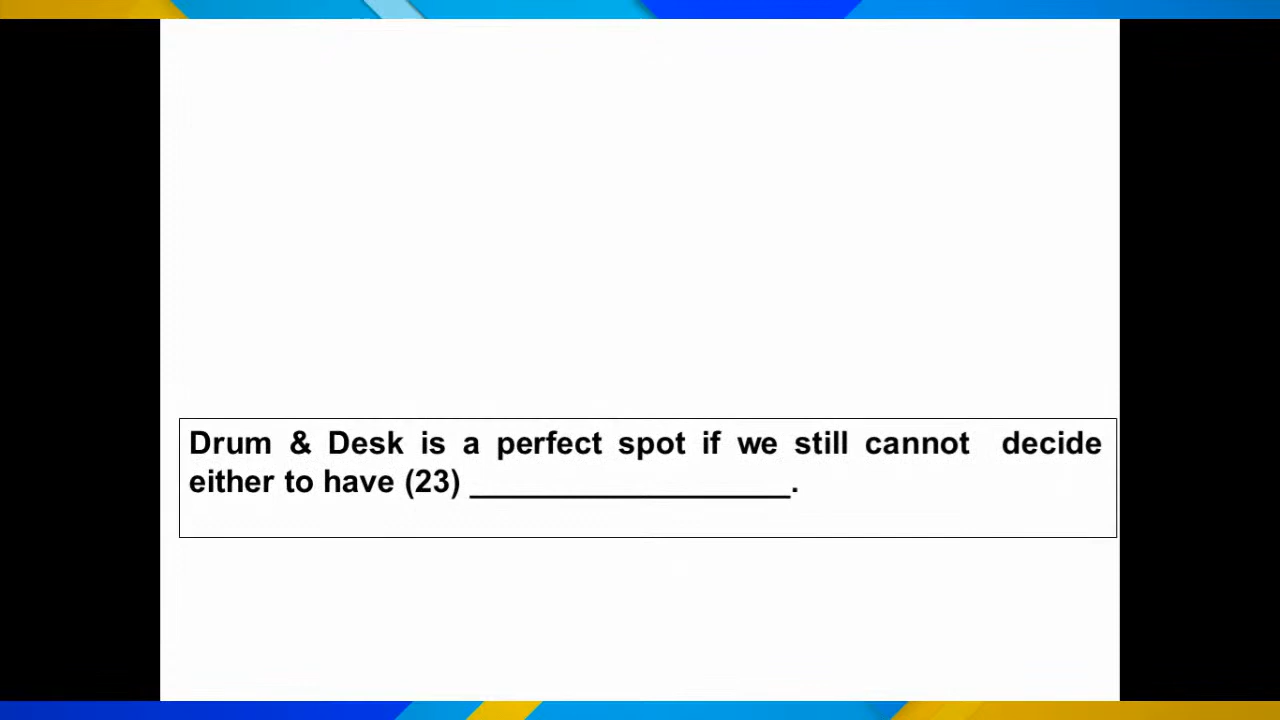 Drum & Desk is a perfect spot if we still cannot decide
either to have (23) ____________________.